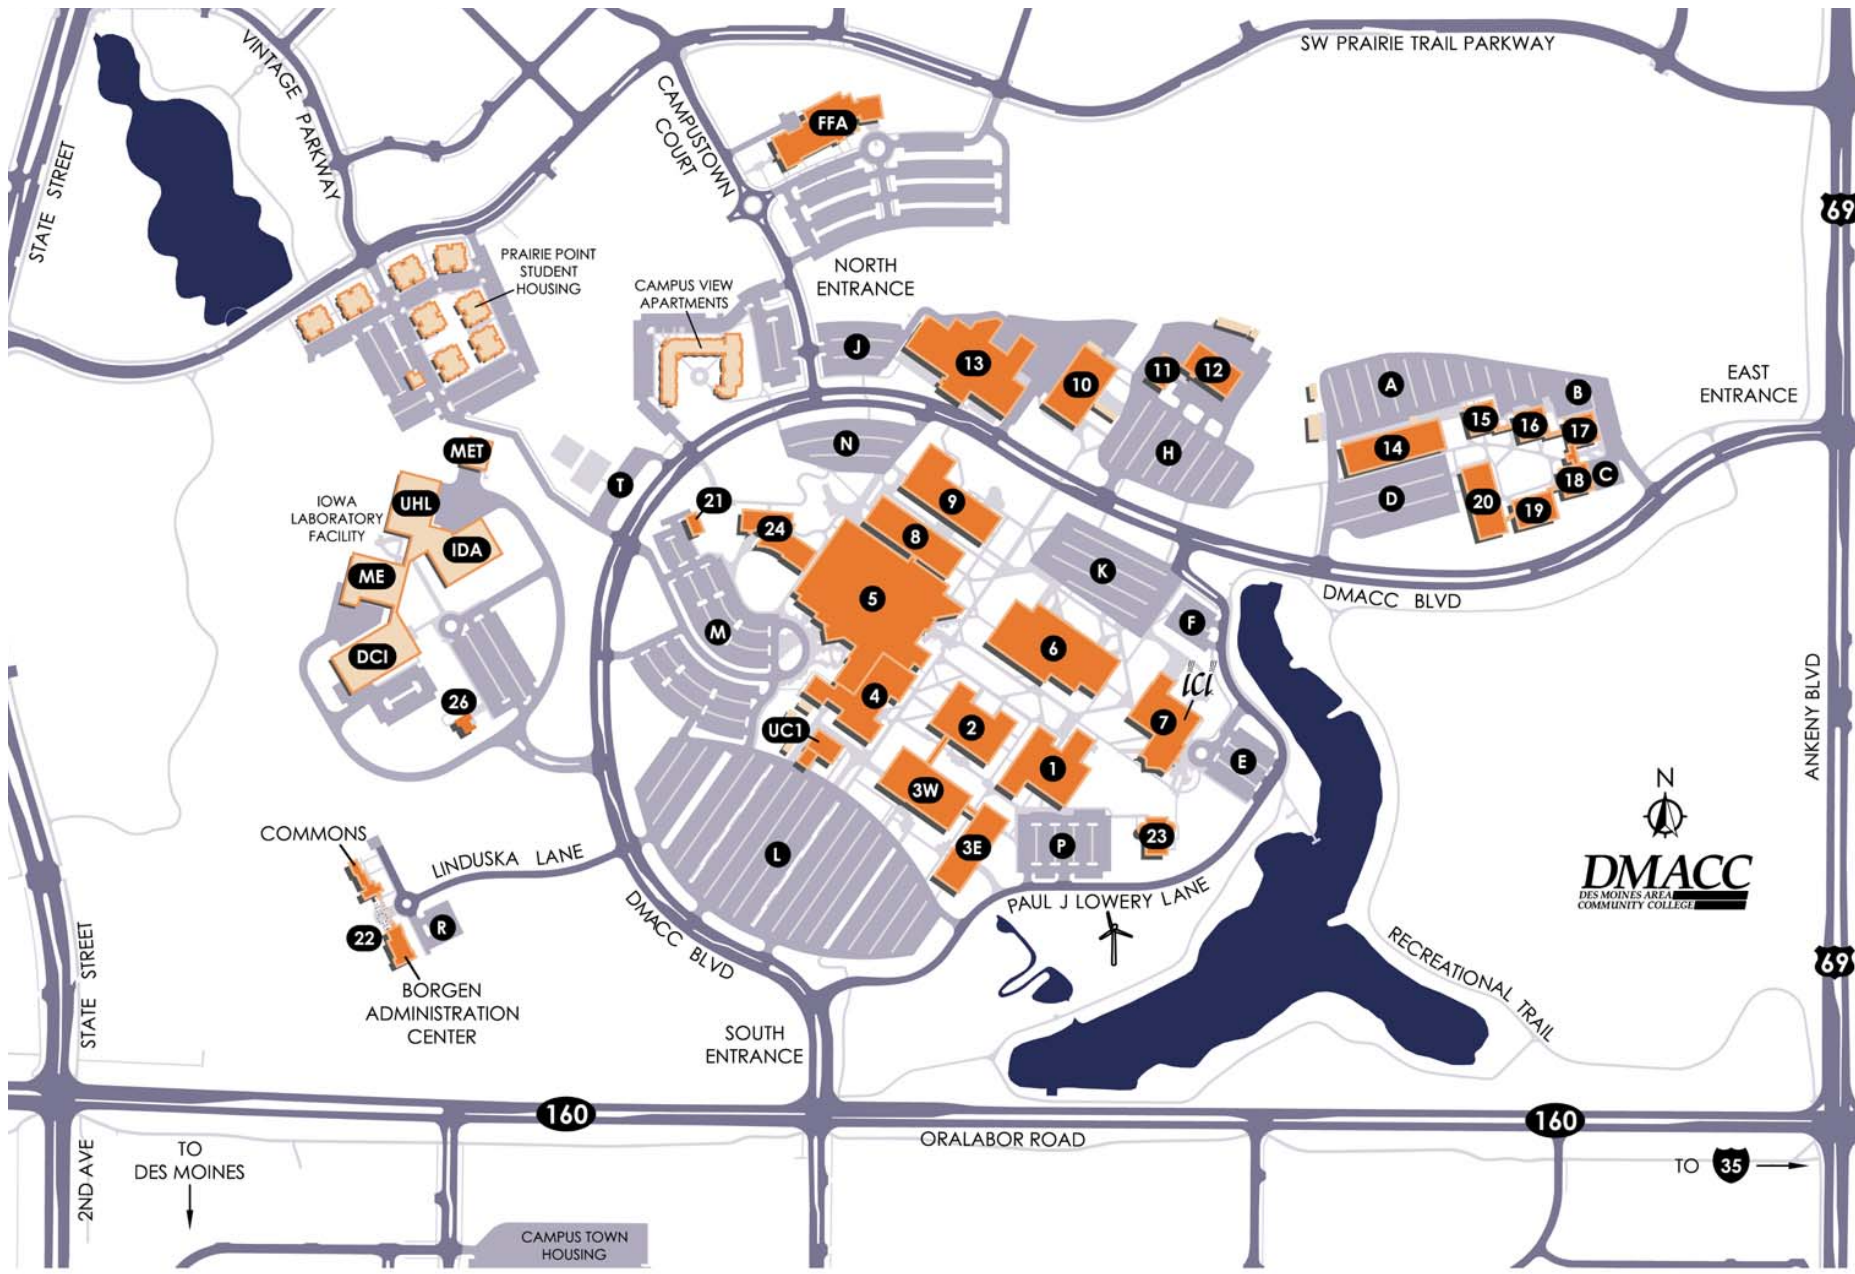 SW PRAIRIE TRAIL PARKWAY
VINTAGE PARKWAY
STATE STREET
CAMPUSTOWN
COURT
FFA
69
PRAIRIE POINT
STUDENT
HOUSING
CAMPUS VIEW
APARTMENTS
NORTH
ENTRANCE
J
13
10
11
12
A
B
EAST
ENTRANCE
15
16
17
14
18
C
D
20
19
N
H
MET
T
UHL
IOWA
LABORATORY
FACILITY
IDA
ME
DCI
26
21
24
9
8
5
K
DMACC BLVD
F
M
6
ici
4
7
2
UC1
1
E
3W
ANKENY BLVD
N
DMACC
DES MOINES AREA
COMMUNITY COLLEGE
23
3E
P
L
COMMONS
LINDUSKA LANE
PAUL J LOWERY LANE
R
22
DMACC BLVD
BORGEN
ADMINISTRATION
CENTER
RECREATIONAL TRAIL
69
STATE STREET
SOUTH
ENTRANCE
160
160
ORALABOR ROAD
2ND AVE
TO
DES MOINES
TO 35
CAMPUS TOWN
HOUSING